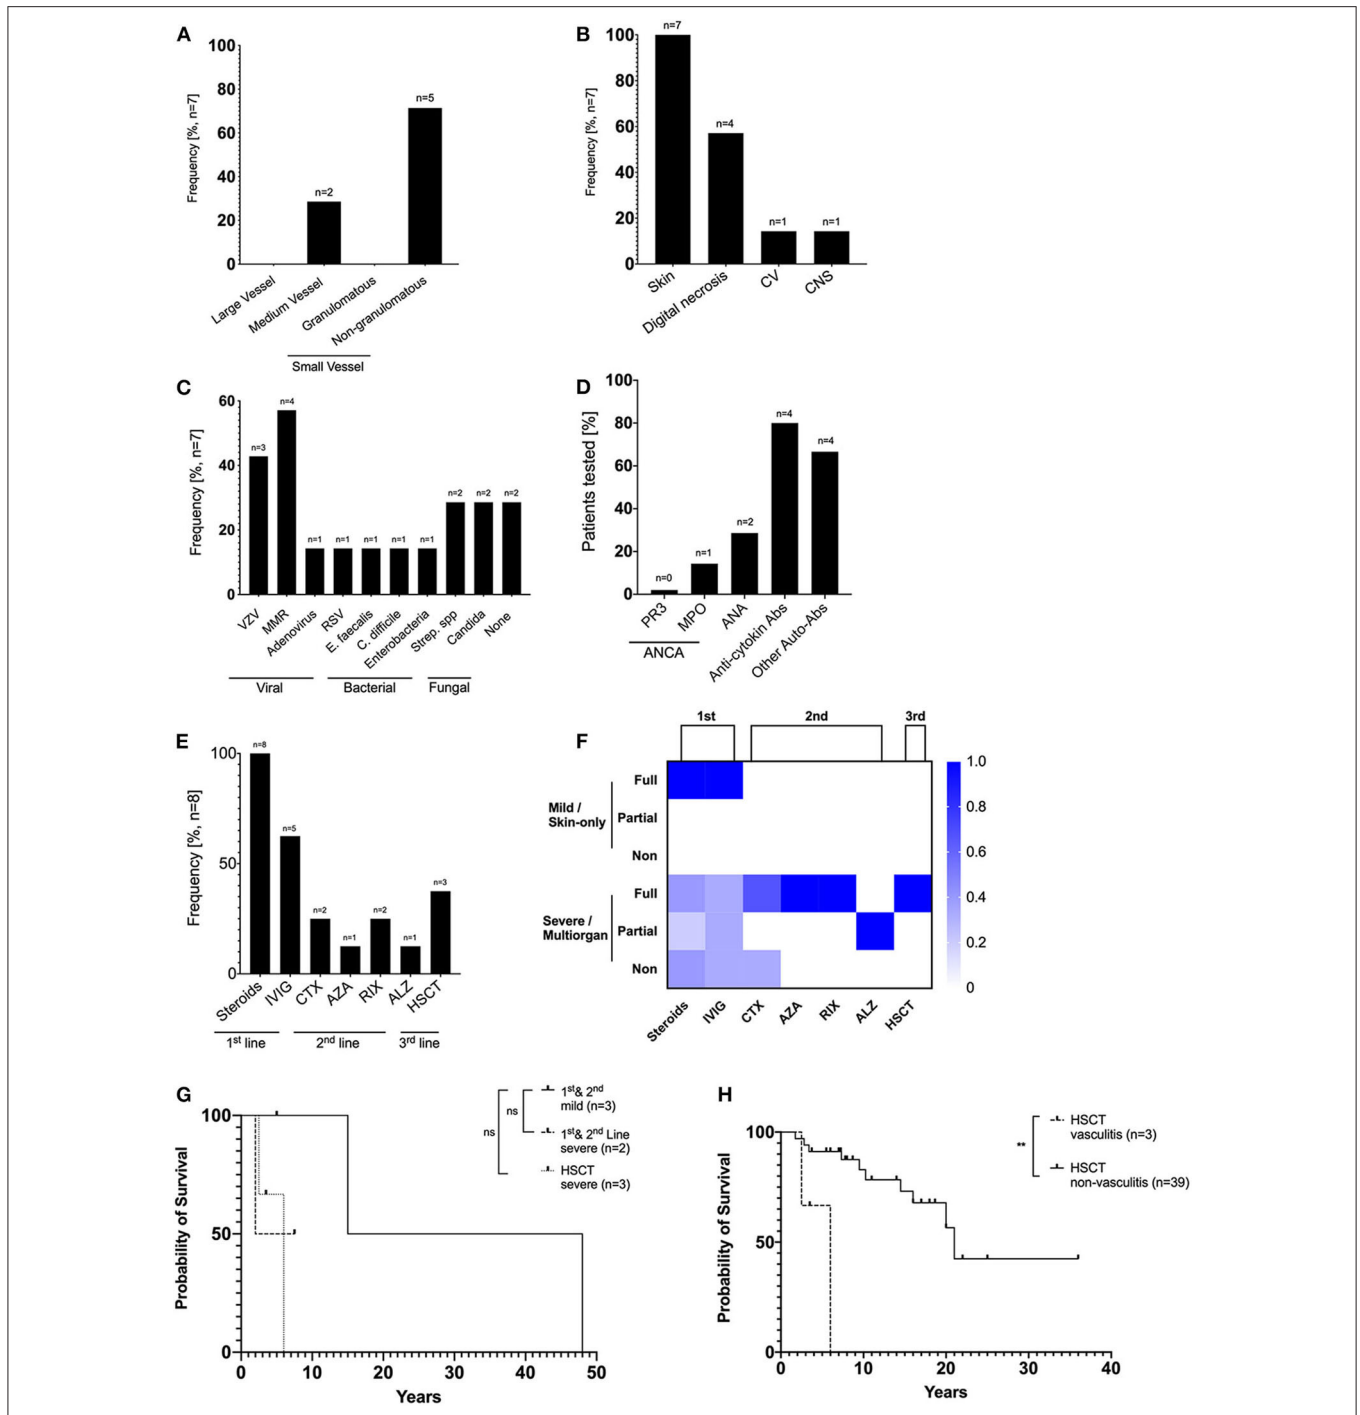 A
Frequency [%, n=7]
100
80
60
40
20
0
n=2
n=5
Large Vessel
Medium Vessel
Granulomatous
Non-granulomatous
Small Vessel
B
Frequency [%, n=7]
100
80
60
40
20
0
n=7
n=4
n=1
n=1
Skin
Digital necrosis
CV
CNS
C
Frequency [%, n=7]
60
40
20
0
n=3
n=4
n=1
n=1
n=1
n=1
n=1
n=2
n=2
n=2
VZV
MMR
Adenovirus
RSV
E. faecalis
C. difficile
Enterobacteria
Strep. spp
Candida
None
Viral
Bacterial
Fungal
D
Patients tested [%]
100
80
60
40
20
0
n=0
n=1
n=2
n=4
n=4
PR3
MPO
ANA
Anti-cytokin Abs
Other Auto-Abs
ANCA
E
Frequency [%, n=8]
100
50
0
n=8
n=5
n=2
n=1
n=2
n=1
n=3
Steroids
IVIG
CTX
AZA
RIX
ALZ
HSCT
1st line
2nd line
3rd line
F
1st
2nd
3rd
Mild /
Skin-only
Full
Partial
Non
Severe /
Multiorgan
Full
Partial
Non
Steroids
IVIG
CTX
AZA
RIX
ALZ
HSCT
1.0
0.8
0.6
0.4
0.2
0
G
Probability of Survival
100
50
0
0
10
20
30
40
50
Years
ns
ns
1st& 2nd
mild (n=3)
1st& 2nd Line
severe (n=2)
HSCT
severe (n=3)
H
Probability of Survival
100
50
0
0
10
20
30
40
Years
**
HSCT
vasculitis (n=3)
HSCT
non-vasculitis (n=39)